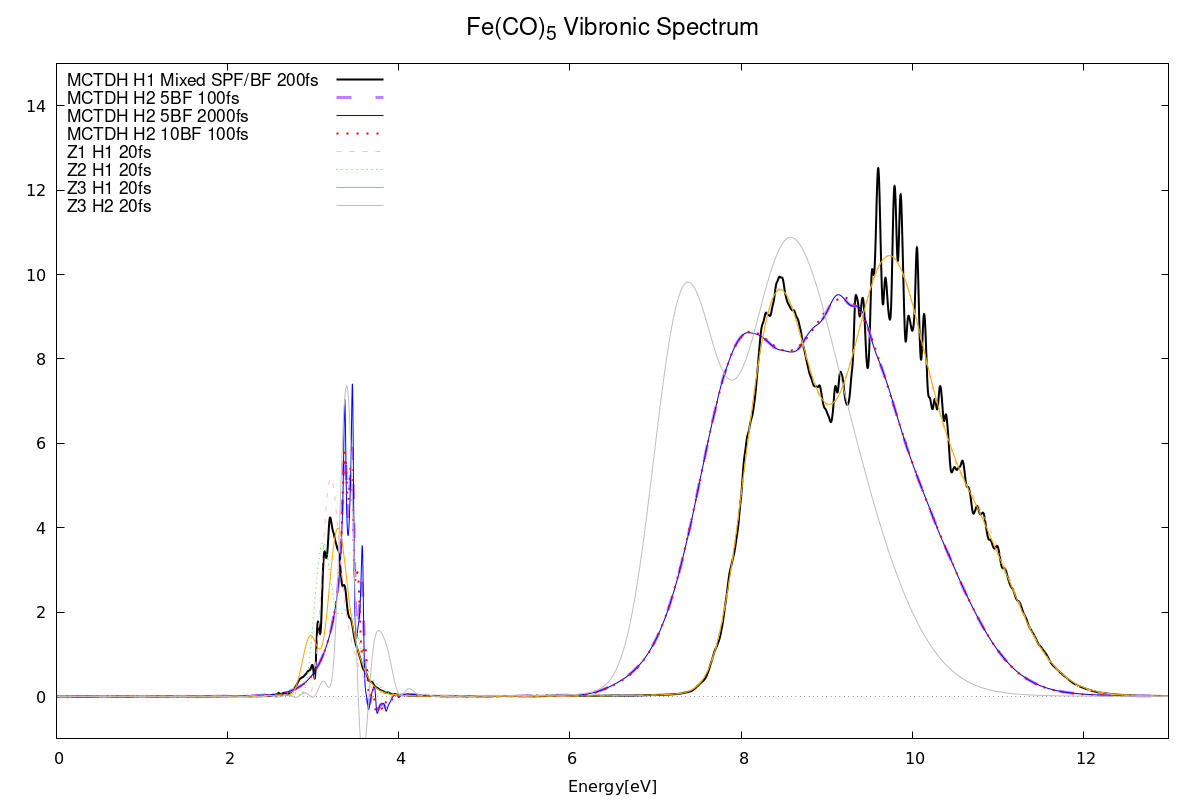 Fe(CO)₅ Vibronic Spectrum
MCTDH H1 Mixed SPF/BF 200fs
MCTDH H2 5BF 100fs
MCTDH H2 5BF 2000fs
MCTDH H2 10BF 100fs
Z1 H1 20fs
Z2 H1 20fs
Z3 H1 20fs
Z3 H2 20fs
14
12
10
8
6
4
2
0
0 2 4 6 8 10 12
Energy[eV]